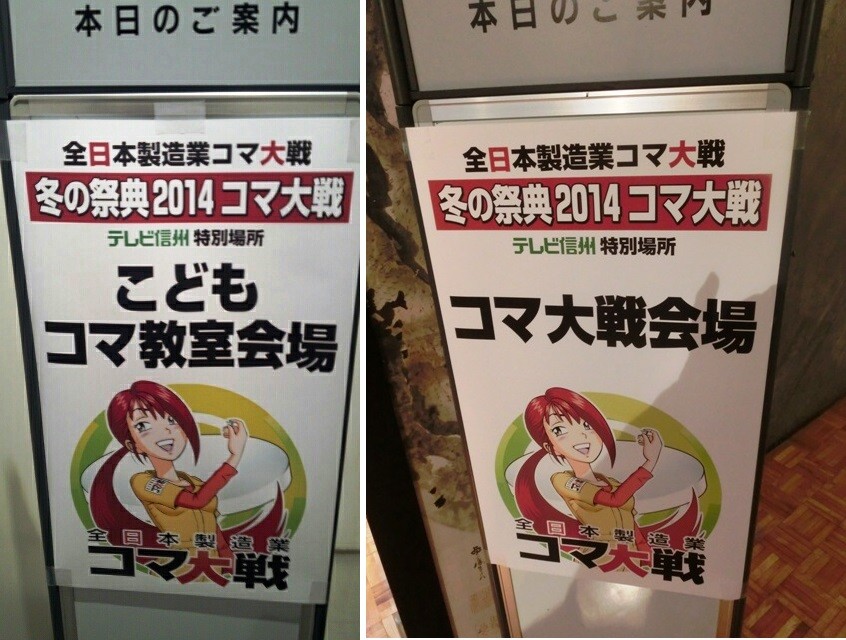 本日のご案内
全日本製造業コマ大戦
冬の祭典2014 コマ大戦
テレビ信州 特別場所
こども
コマ教室会場
全日本製造業
コマ大戦
本日のご案内
全日本製造業コマ大戦
冬の祭典2014 コマ大戦
テレビ信州 特別場所
コマ大戦会場
全日本製造業
コマ大戦